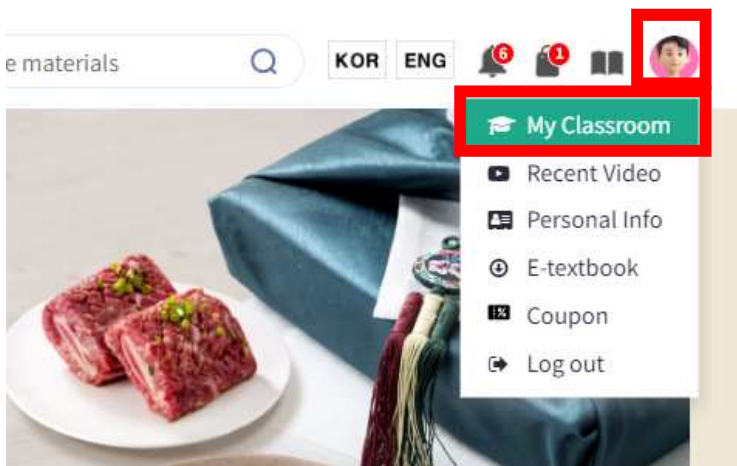 e materials
KOR ENG 6 1
My Classroom
Recent Video
Personal Info
E-textbook
Coupon
Log out